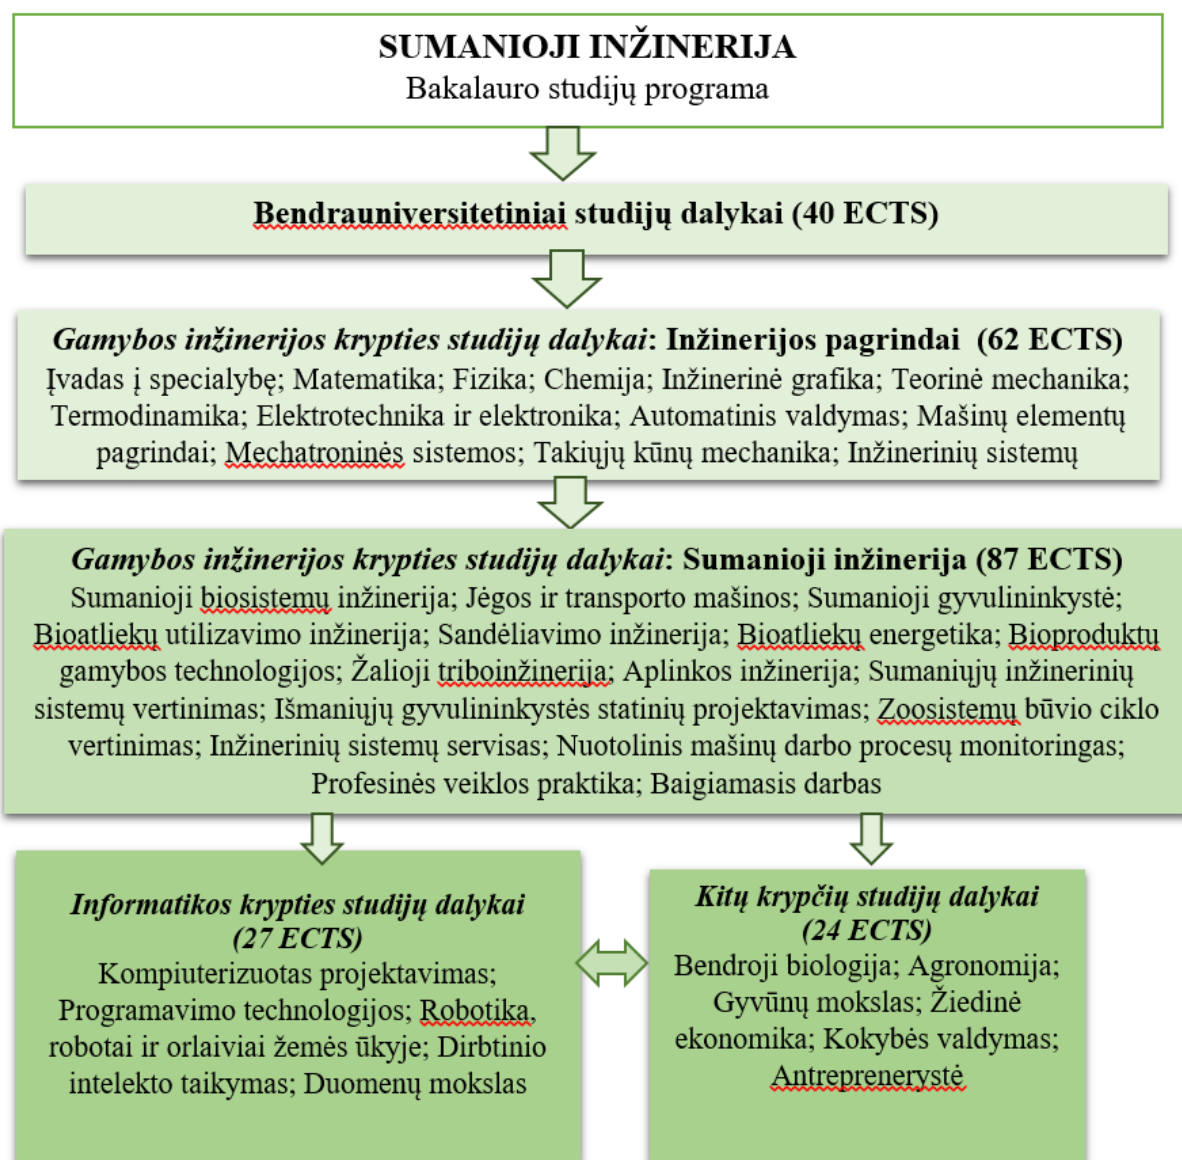 SUMANIOJI INŽINERIJA
Bakalauro studijų programa
Bendrauniversitetiniai studijų dalykai (40 ECTS)
Gamybos inžinerijos krypties studijų dalykai: Inžinerijos pagrindai (62 ECTS)
Įvadas į specialybę; Matematika; Fizika; Chemija; Inžinerinė grafika; Teorinė mechanika;
Termodinamika; Elektrotechnika ir elektronika; Automatinis valdymas; Mašinų elementų
pagrindai; Mechatroninės sistemos; Takiųjų kūnų mechanika; Inžinerinių sistemų
Gamybos inžinerijos krypties studijų dalykai: Sumanioji inžinerija (87 ECTS)
Sumanioji biosistemų inžinerija; Jėgos ir transporto mašinos; Sumanioji gyvulininkystė;
Bioatliekų utilizavimo inžinerija; Sandėliavimo inžinerija; Bioatliekų energetika; Bioproduktų
gamybos technologijos; Žalioji triboinžinerija; Aplinkos inžinerija; Sumaniųjų inžinerinių
sistemų vertinimas; Išmaniųjų gyvulininkystės statinių projektavimas; Zoosistemų būvio ciklo
vertinimas; Inžinerinių sistemų servisas; Nuotolinis mašinų darbo procesų monitoringas;
Profesinės veiklos praktika; Baigiamasis darbas
Informatikos krypties studijų dalykai
(27 ECTS)
Kompiuterizuotas projektavimas;
Programavimo technologijos; Robotika,
robotai ir orlaiviai žemės ūkyje; Dirbtinio
intelekto taikymas; Duomenų mokslas
Kitų krypčių studijų dalykai
(24 ECTS)
Bendroji biologija; Agronomija;
Gyvūnų mokslas; Žiedinė
ekonomika; Kokybės valdymas;
Antreprenerystė